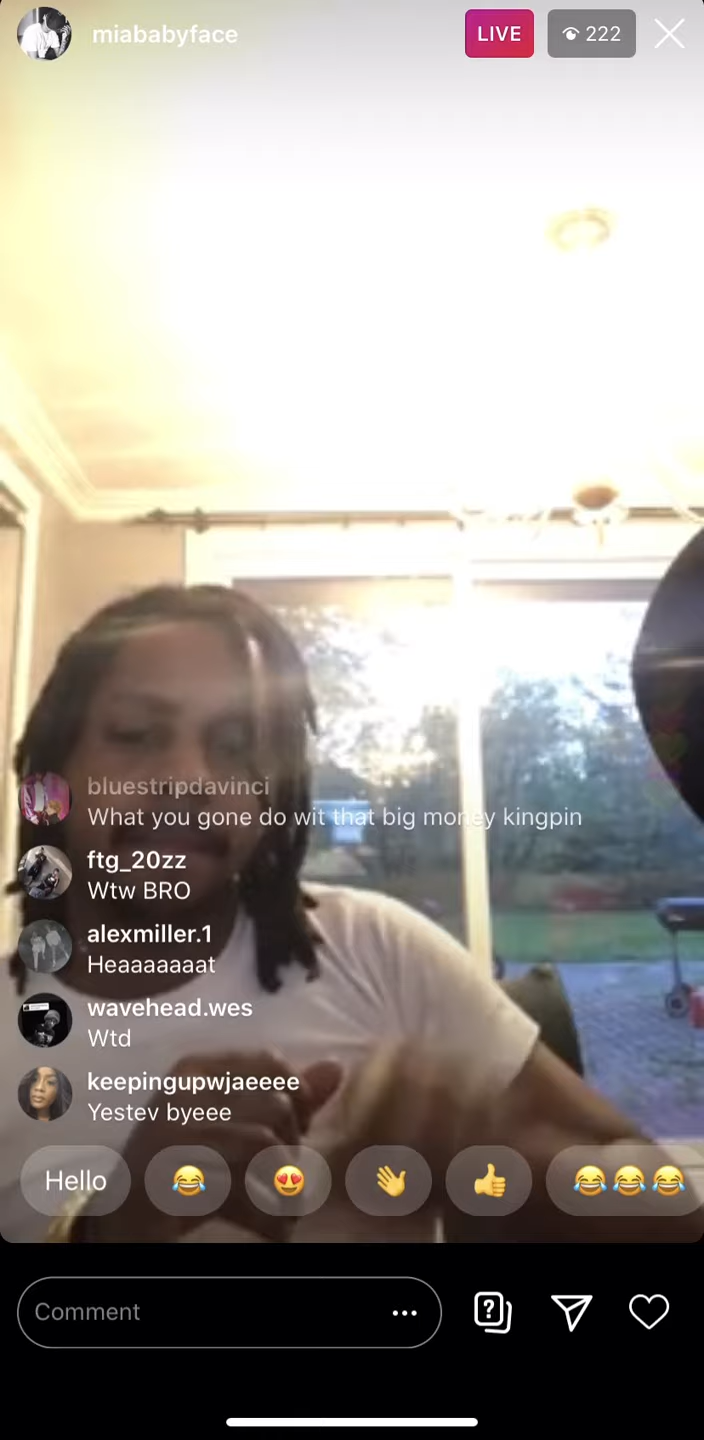 miababyface
LIVE
222
bluestripdavinci
What you gone do wit that big money kingpin
ftg_20zz
Wtw BRO
alexmiller.1
Heaaaaaaat
wavehead.wes
Wtd
keepingupwjaeeee
Yestev byeee
Hello
Comment